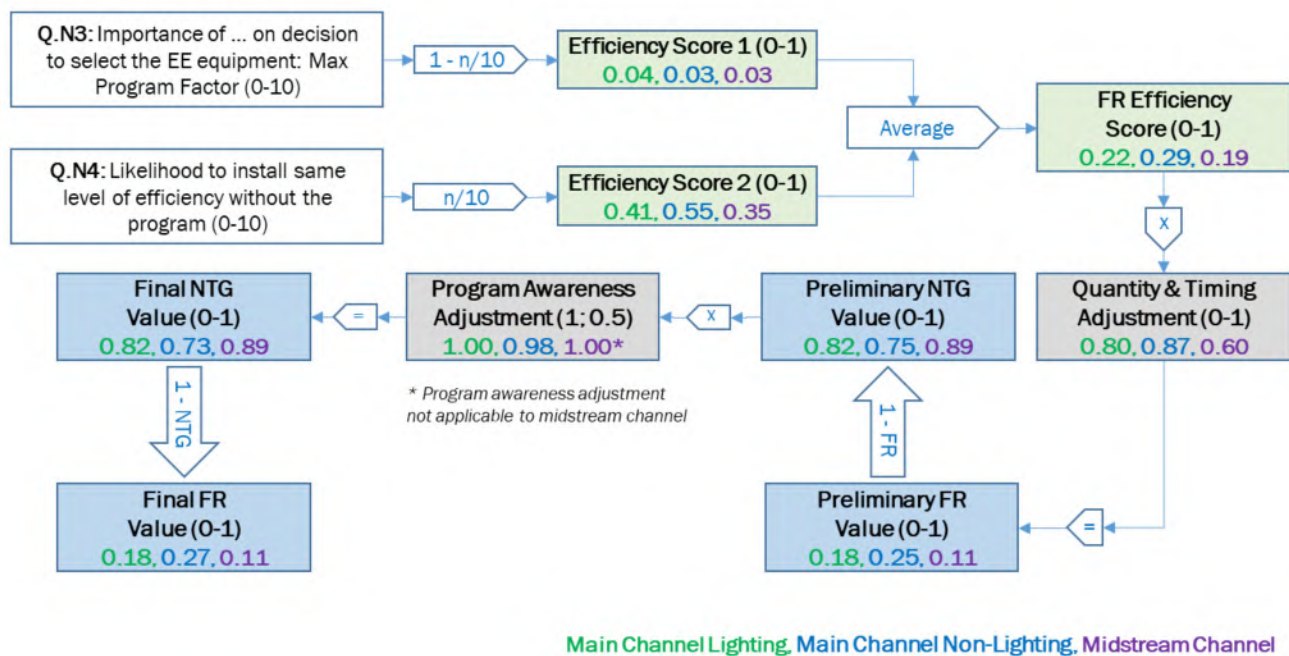 Q.N3: Importance of ... on decision
to select the EE equipment: Max
Program Factor (0-10)
1 - n/10
Efficiency Score 1 (0-1)
0.04, 0.03, 0.03
Average
FR Efficiency
Score (0-1)
0.22, 0.29, 0.19
Q.N4: Likelihood to install same
level of efficiency without the
program (0-10)
n/10
Efficiency Score 2 (0-1)
0.41, 0.55, 0.35
x
Final NTG
Value (0-1)
0.82, 0.73, 0.89
=
Program Awareness
Adjustment (1; 0.5)
1.00, 0.98, 1.00*
x
Preliminary NTG
Value (0-1)
0.82, 0.75, 0.89
Quantity & Timing
Adjustment (0-1)
0.80, 0.87, 0.60
* Program awareness adjustment
not applicable to midstream channel
1 - NTG
1 - FR
Final FR
Value (0-1)
0.18, 0.27, 0.11
Preliminary FR
Value (0-1)
0.18, 0.25, 0.11
=
Main Channel Lighting, Main Channel Non-Lighting, Midstream Channel